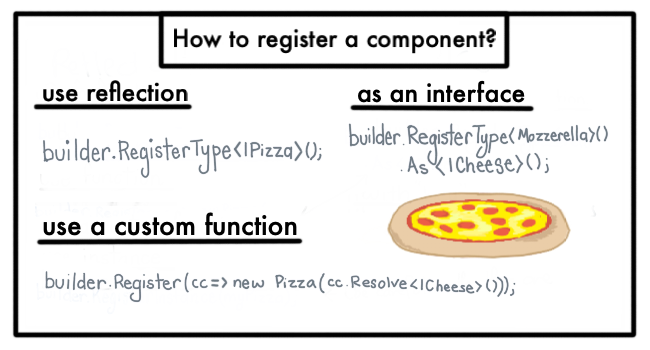 How to register a component?
use reflection
builder.RegisterType<IPizza>();
as an interface
builder.RegisterType<Mozzerella>()
.As<ICheese>();
use a custom function
builder.Register(cc=> new Pizza(cc.Resolve<ICheese>()));